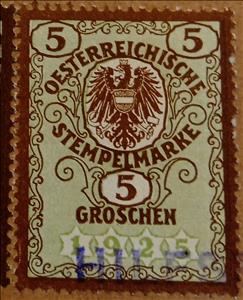 5 5
OESTERREICHISCHE
STEMPELMARKE
5
GROSCHEN
1925